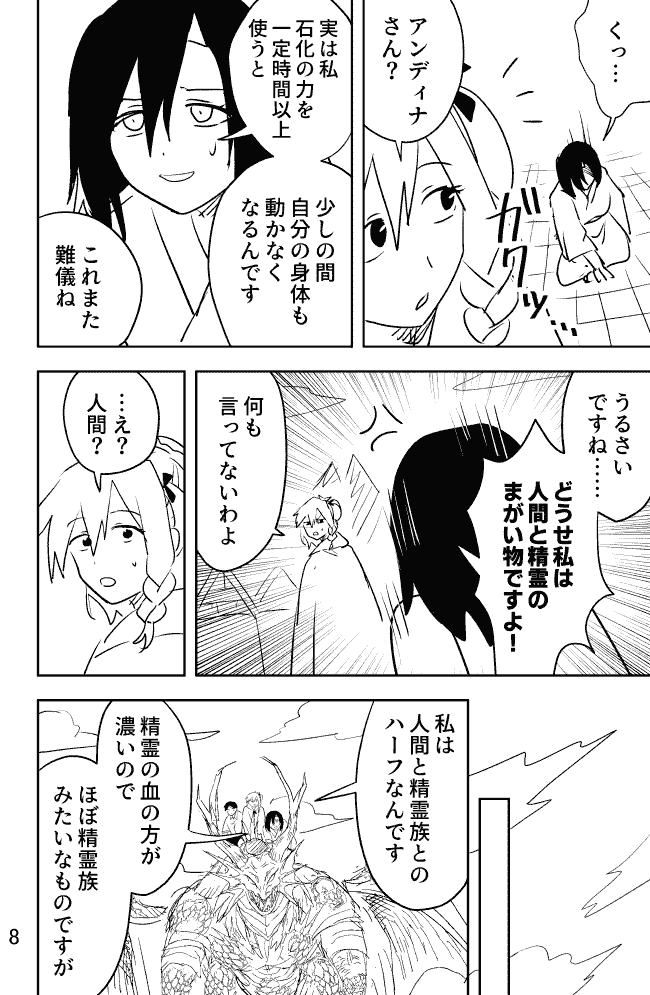 くっ…
アンディナ
さん?
ガクッ…
実は私
石化の力を
一定時間以上
使うと
少しの間
自分の身体も
動かなく
なるんです
これまた
難儀ね
うるさい
ですね……
どうせ私は
人間と精霊の
まがい物ですよ!
何も
言ってないわよ
…え?
人間?
私は
人間と精霊族との
ハーフなんです
精霊の血の方が
濃いので
ほぼ精霊族
みたいなものですが
8